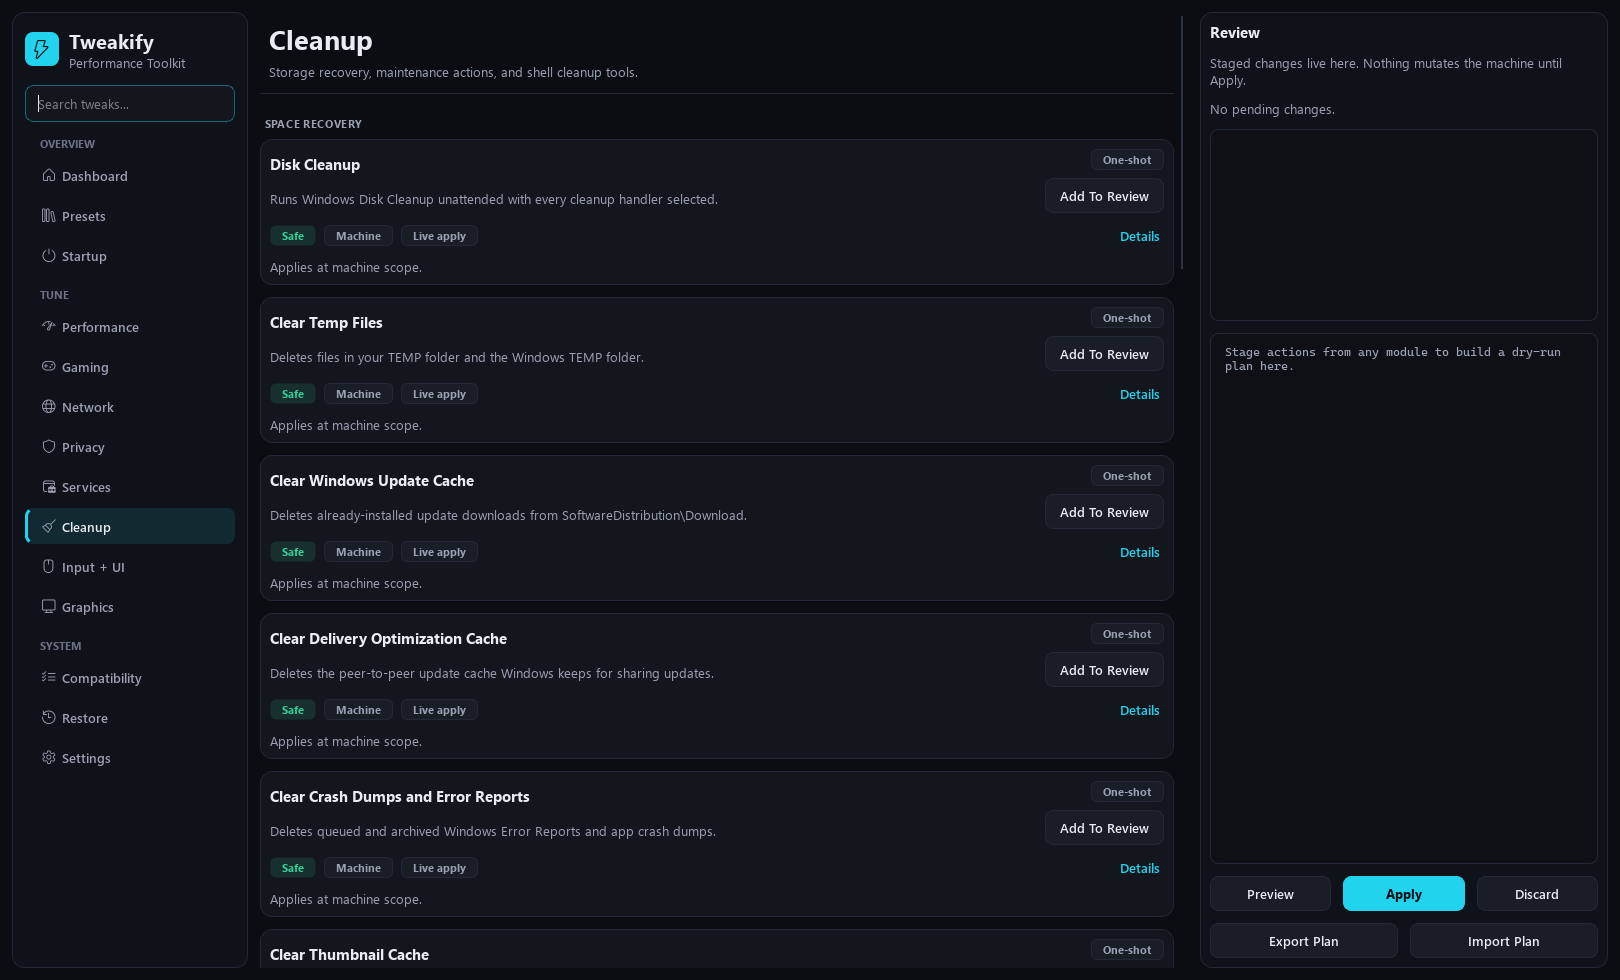 Tweakify
Performance Toolkit
Search tweaks...
OVERVIEW
Dashboard
Presets
Startup
TUNE
Performance
Gaming
Network
Privacy
Services
Cleanup
Input + UI
Graphics
SYSTEM
Compatibility
Restore
Settings
Cleanup
Storage recovery, maintenance actions, and shell cleanup tools.
SPACE RECOVERY
Disk Cleanup
One-shot
Runs Windows Disk Cleanup unattended with every cleanup handler selected.
Add To Review
Safe Machine Live apply
Details
Applies at machine scope.
Clear Temp Files
One-shot
Deletes files in your TEMP folder and the Windows TEMP folder.
Add To Review
Safe Machine Live apply
Details
Applies at machine scope.
Clear Windows Update Cache
One-shot
Deletes already-installed update downloads from SoftwareDistribution\Download.
Add To Review
Safe Machine Live apply
Details
Applies at machine scope.
Clear Delivery Optimization Cache
One-shot
Deletes the peer-to-peer update cache Windows keeps for sharing updates.
Add To Review
Safe Machine Live apply
Details
Applies at machine scope.
Clear Crash Dumps and Error Reports
One-shot
Deletes queued and archived Windows Error Reports and app crash dumps.
Add To Review
Safe Machine Live apply
Details
Applies at machine scope.
Clear Thumbnail Cache
One-shot
Review
Staged changes live here. Nothing mutates the machine until
Apply.
No pending changes.
Stage actions from any module to build a dry-run
plan here.
Preview Apply Discard
Export Plan Import Plan